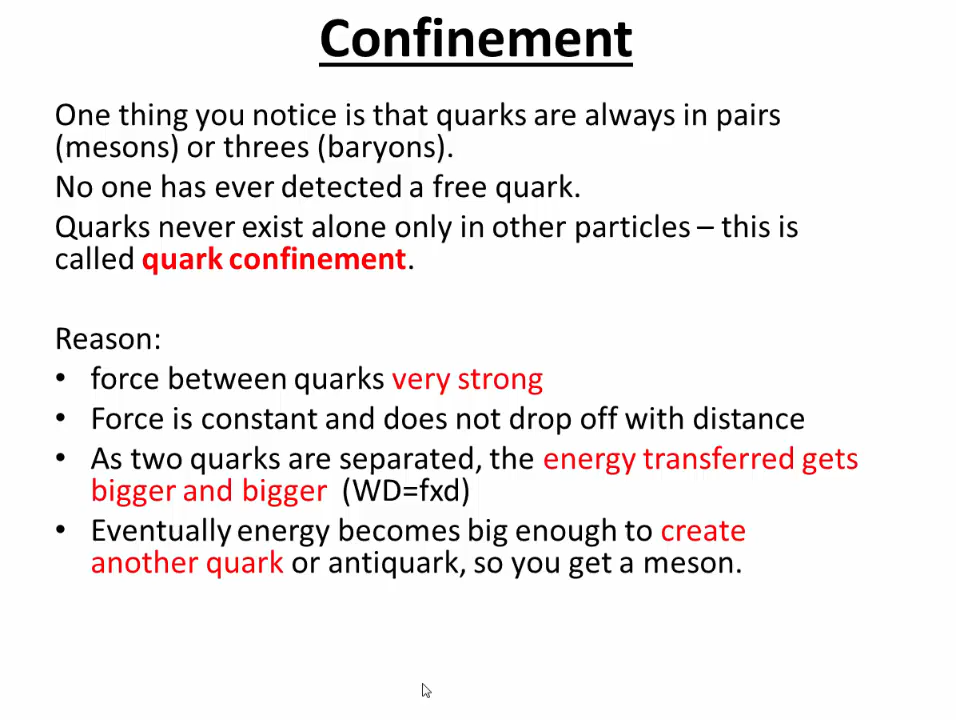 Confinement
One thing you notice is that quarks are always in pairs
(mesons) or threes (baryons).
No one has ever detected a free quark.
Quarks never exist alone only in other particles – this is
called quark confinement.
Reason:
• force between quarks very strong
• Force is constant and does not drop off with distance
• As two quarks are separated, the energy transferred gets
bigger and bigger (WD=fxd)
• Eventually energy becomes big enough to create
another quark or antiquark, so you get a meson.